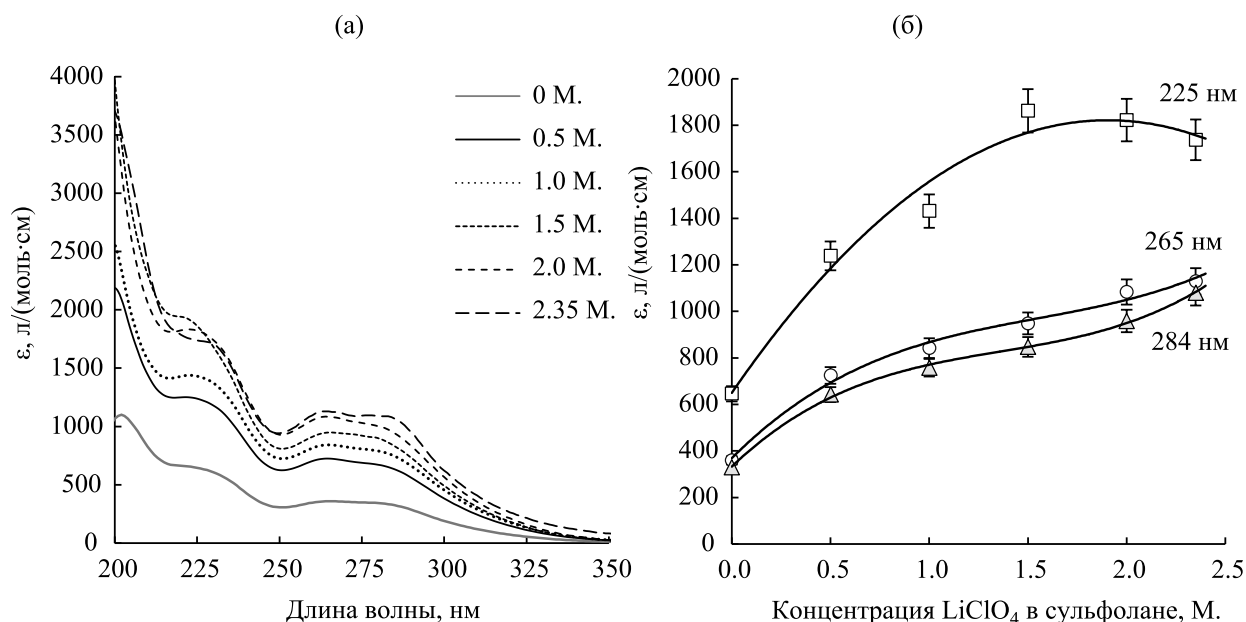 (а)
ε, л/(моль·см)
4000
3500
3000
2500
2000
1500
1000
500
0
200
225
250
275
300
325
350
Длина волны, нм
0 М.
0.5 М.
1.0 М.
1.5 М.
2.0 М.
2.35 М.
(б)
ε, л/(моль·см)
2000
1800
1600
1400
1200
1000
800
600
400
200
0
0.0
0.5
1.0
1.5
2.0
2.5
Концентрация LiClO₄ в сульфолане, М.
225 нм
265 нм
284 нм